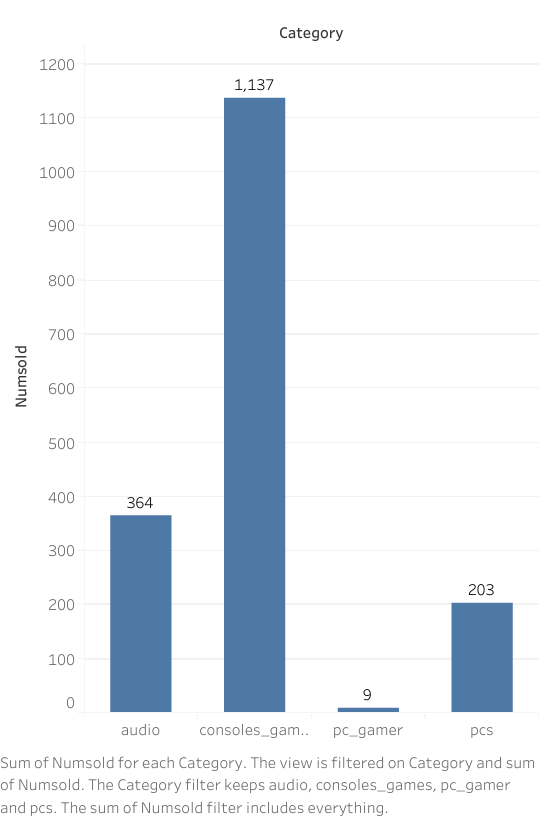 Category
1200
1100
1000
900
800
700
600
500
400
300
200
100
0
Numsold
364
1,137
9
203
audio
consoles_gam..
pc_gamer
pcs
Sum of Numsold for each Category. The view is filtered on Category and sum
of Numsold. The Category filter keeps audio, consoles_games, pc_gamer
and pcs. The sum of Numsold filter includes everything.